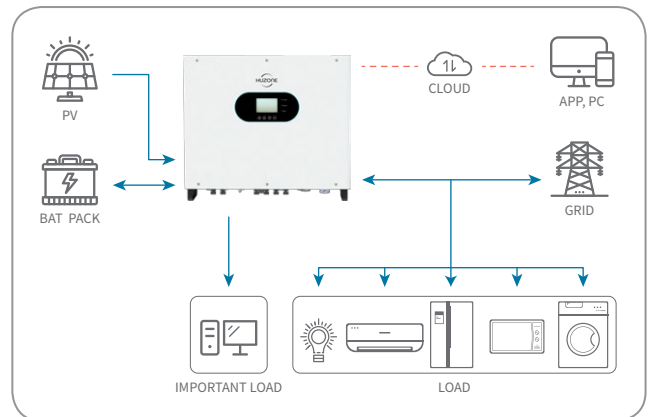 HUZONE
CLOUD
APP, PC
PV
BAT PACK
GRID
IMPORTANT LOAD
LOAD